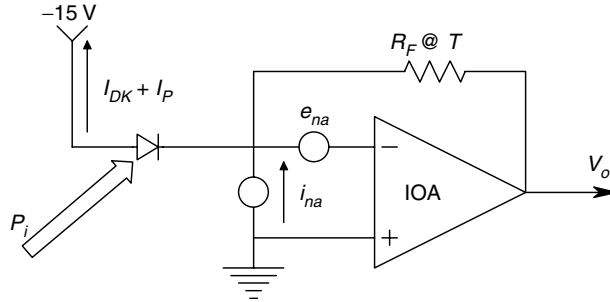 −15 V
R_F @ T
I_DK + I_P
e_na
−
IOA
V_o
i_na
P_i
+